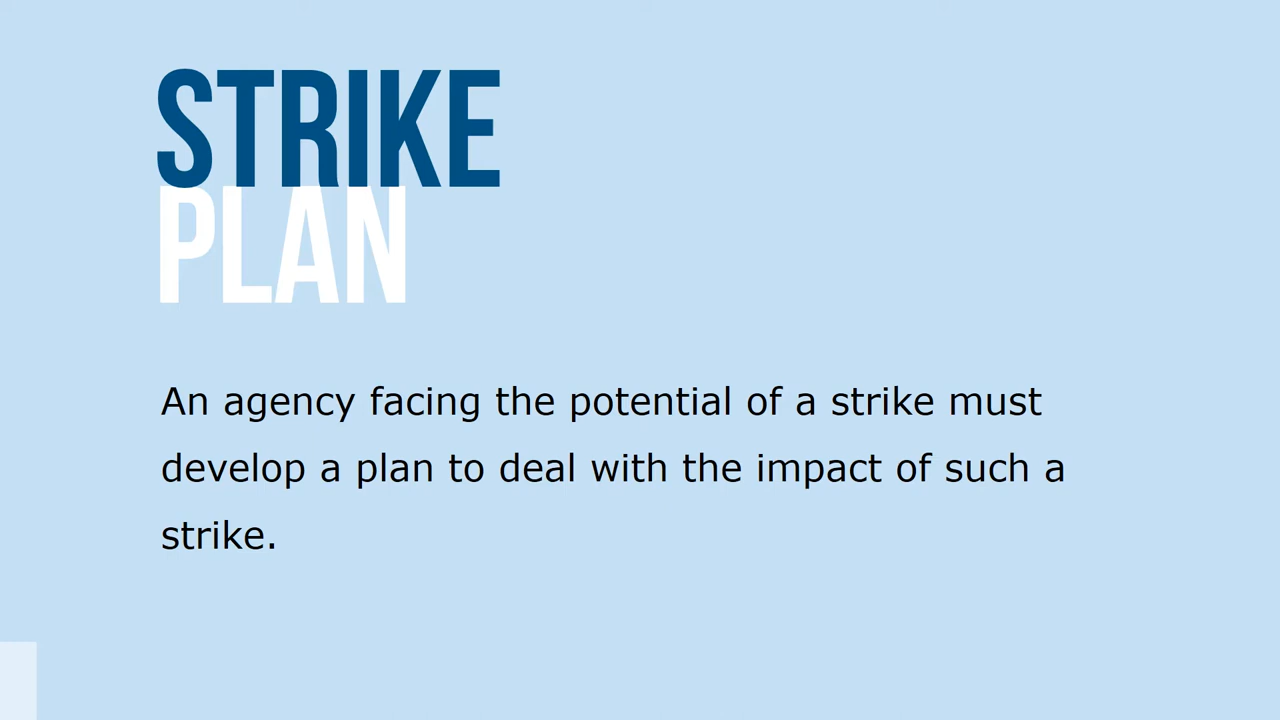 STRIKE
PLAN
An agency facing the potential of a strike must
develop a plan to deal with the impact of such a
strike.